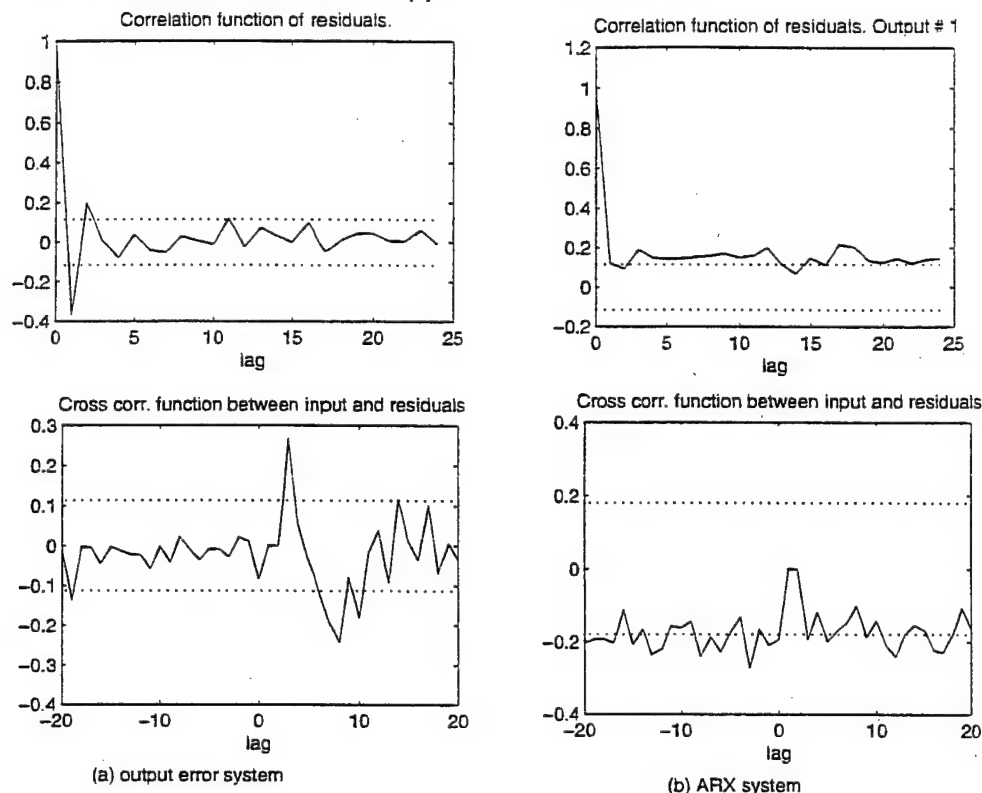 Correlation function of residuals.
1
0.8
0.6
0.4
0.2
0
−0.2
−0.4
0 5 10 15 20 25
lag
Correlation function of residuals. Output # 1
1.2
1
0.8
0.6
0.4
0.2
0
−0.2
0 5 10 15 20 25
lag
Cross corr. function between input and residuals
0.3
0.2
0.1
0
−0.1
−0.2
−0.3
−0.4
−20 −10 0 10 20
lag
(a) output error system
Cross corr. function between input and residuals
0.4
0.2
0
−0.2
−0.4
−20 −10 0 10 20
lag
(b) ARX system